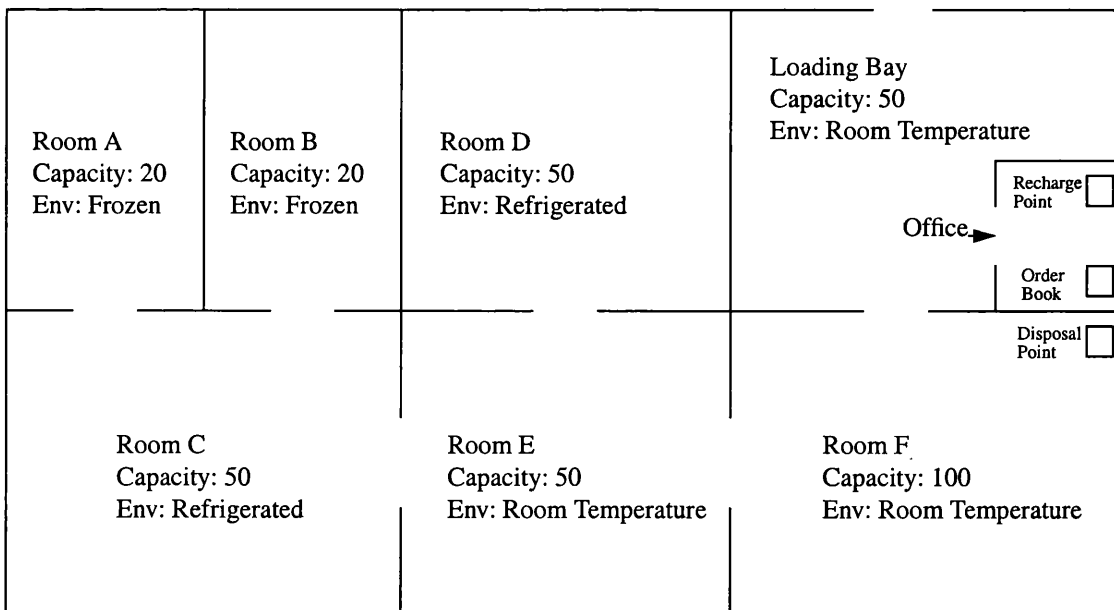 Room A
Capacity: 20
Env: Frozen
Room B
Capacity: 20
Env: Frozen
Room D
Capacity: 50
Env: Refrigerated
Loading Bay
Capacity: 50
Env: Room Temperature
Recharge
Point
Office
Order
Book
Disposal
Point
Room C
Capacity: 50
Env: Refrigerated
Room E
Capacity: 50
Env: Room Temperature
Room F
Capacity: 100
Env: Room Temperature